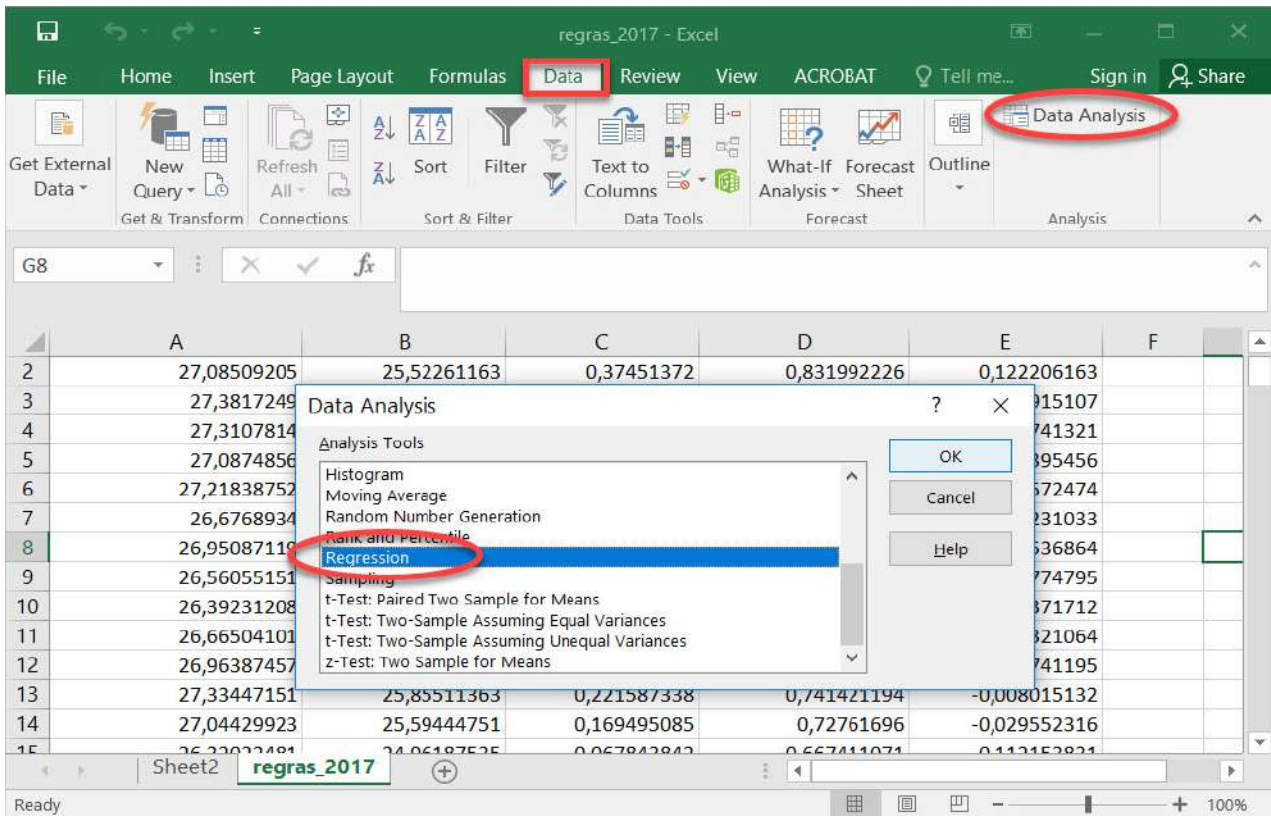 regras_2017 - Excel
File Home Insert Page Layout Formulas Data Review View ACROBAT Tell me... Sign in Share
Get External Data
New Query
Refresh All
Sort
Filter
Text to Columns
What-If Analysis
Forecast Sheet
Outline
Data Analysis
Get & Transform Connections Sort & Filter Data Tools Forecast Analysis
G8 fx
A B C D E F
2 27,08509205 25,52261163 0,37451372 0,831992226 0,122206163
3 27,3817249 915107
4 27,3107814 741321
5 27,0874856 395456
6 27,21838752 572474
7 26,6768934 231033
8 26,95087119 536864
9 26,56055151 774795
10 26,39231208 371712
11 26,66504101 321064
12 26,96387457 741195
Data Analysis ?
Analysis Tools
Histogram
Moving Average
Random Number Generation
Rank and Percentile
Regression
Sampling
t-Test: Paired Two Sample for Means
t-Test: Two-Sample Assuming Equal Variances
t-Test: Two-Sample Assuming Unequal Variances
z-Test: Two Sample for Means
OK
Cancel
Help
13 27,33447151 25,85511363 0,221587338 0,741421194 -0,008015132
14 27,04429923 25,59444751 0,169495085 0,72761696 -0,029552316
15
Sheet2 regras_2017
Ready 100%